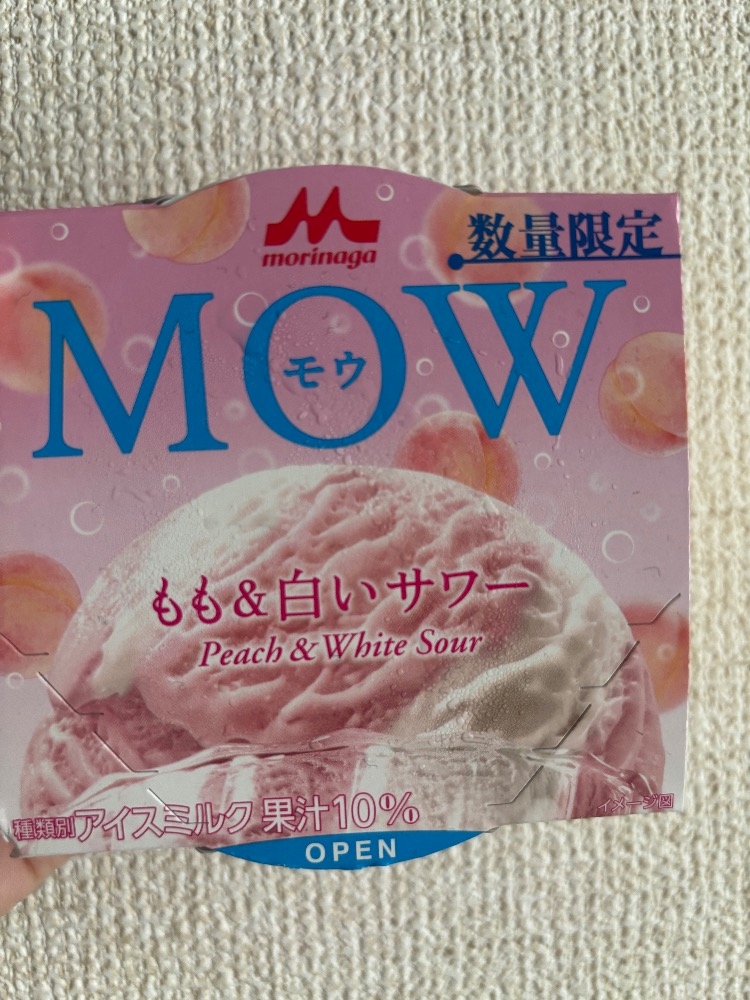 morinaga
数量限定
MOW
モウ
もも&白いサワー
Peach & White Sour
種類別アイスミルク 果汁10%
イメージ図
OPEN